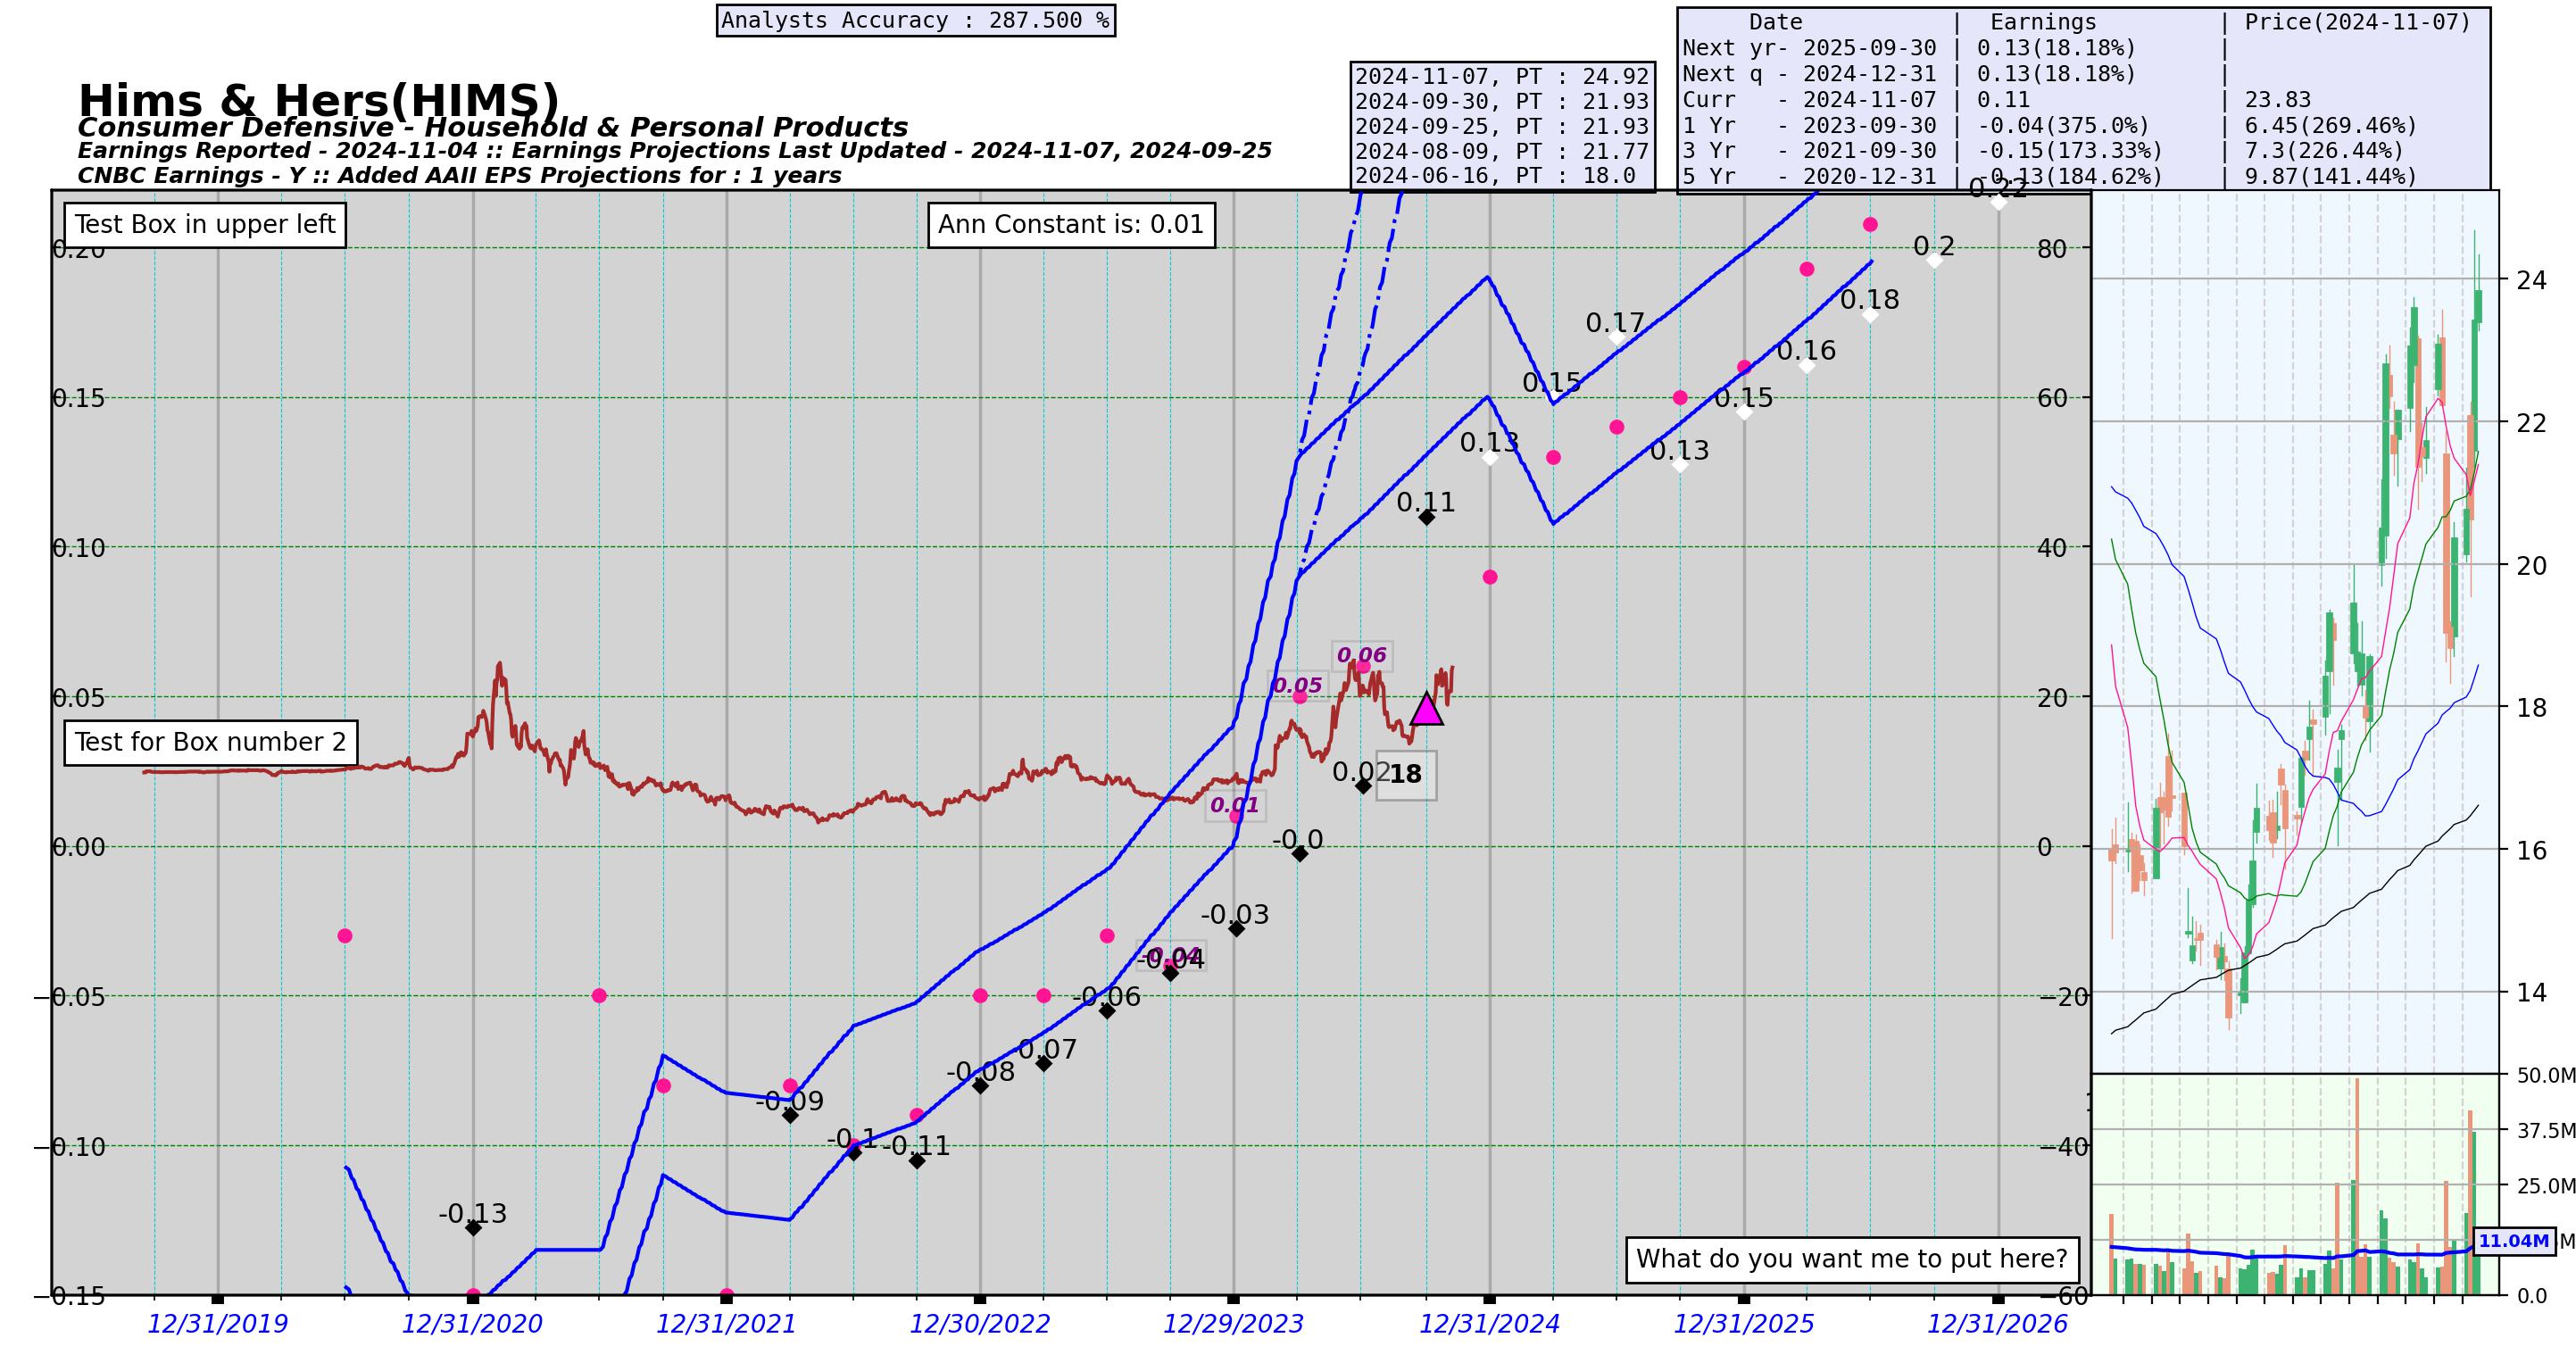 Analysts Accuracy : 287.500 %
Date | Earnings | Price(2024-11-07)
Next yr- 2025-09-30 | 0.13(18.18%) |
Next q - 2024-12-31 | 0.13(18.18%) |
Curr - 2024-11-07 | 0.11 | 23.83
1 Yr - 2023-09-30 | -0.04(375.0%) | 6.45(269.46%)
3 Yr - 2021-09-30 | -0.15(173.33%) | 7.3(226.44%)
5 Yr - 2020-12-31 | -0.13(184.62%) | 9.87(141.44%)
2024-11-07, PT : 24.92
2024-09-30, PT : 21.93
2024-09-25, PT : 21.93
2024-08-09, PT : 21.77
2024-06-16, PT : 18.0
Hims & Hers(HIMS)
Consumer Defensive - Household & Personal Products
Earnings Reported - 2024-11-04 :: Earnings Projections Last Updated - 2024-11-07, 2024-09-25
CNBC Earnings - Y :: Added AAII EPS Projections for : 1 years
Test Box in upper left
Ann Constant is: 0.01
Test for Box number 2
What do you want me to put here?
0.20
0.15
0.10
0.05
0.00
−0.05
−0.10
−0.15
-0.13
-0.09
-0.1
-0.11
-0.08
-0.07
-0.06
-0.04
-0.04
-0.03
0.01
-0.0
0.05
0.06
0.02
18
0.11
0.13
0.15
0.17
0.13
0.15
0.16
0.18
0.2
0.22
80
60
40
20
0
−20
−40
−60
24
22
20
18
16
14
50.0M
37.5M
25.0M
11.04M
0.0
12/31/2019
12/31/2020
12/31/2021
12/30/2022
12/29/2023
12/31/2024
12/31/2025
12/31/2026